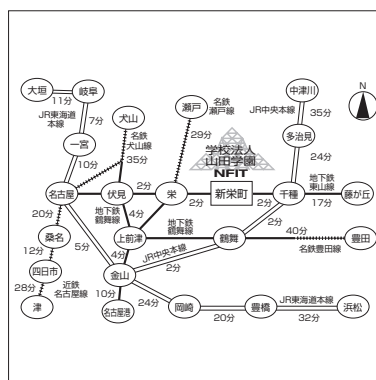 大垣
11分
岐阜
JR東海道
本線
7分
一宮
10分
犬山
名鉄
犬山線
35分
瀬戸
名鉄
瀬戸線
29分
学校法人
山田学園
NFiT
中津川
JR中央本線
35分
多治見
24分
N
名古屋
2分
伏見
2分
栄
2分
新栄町
2分
千種
地下鉄
東山線
17分
藤が丘
20分
桑名
12分
四日市
28分
津
近鉄
名古屋線
5分
地下鉄
鶴舞線
4分
上前津
4分
地下鉄
鶴舞線
鶴舞
2分
40分
名鉄豊田線
豊田
JR中央本線
2分
金山
10分
名古屋港
24分
岡崎
20分
豊橋
JR東海道本線
32分
浜松